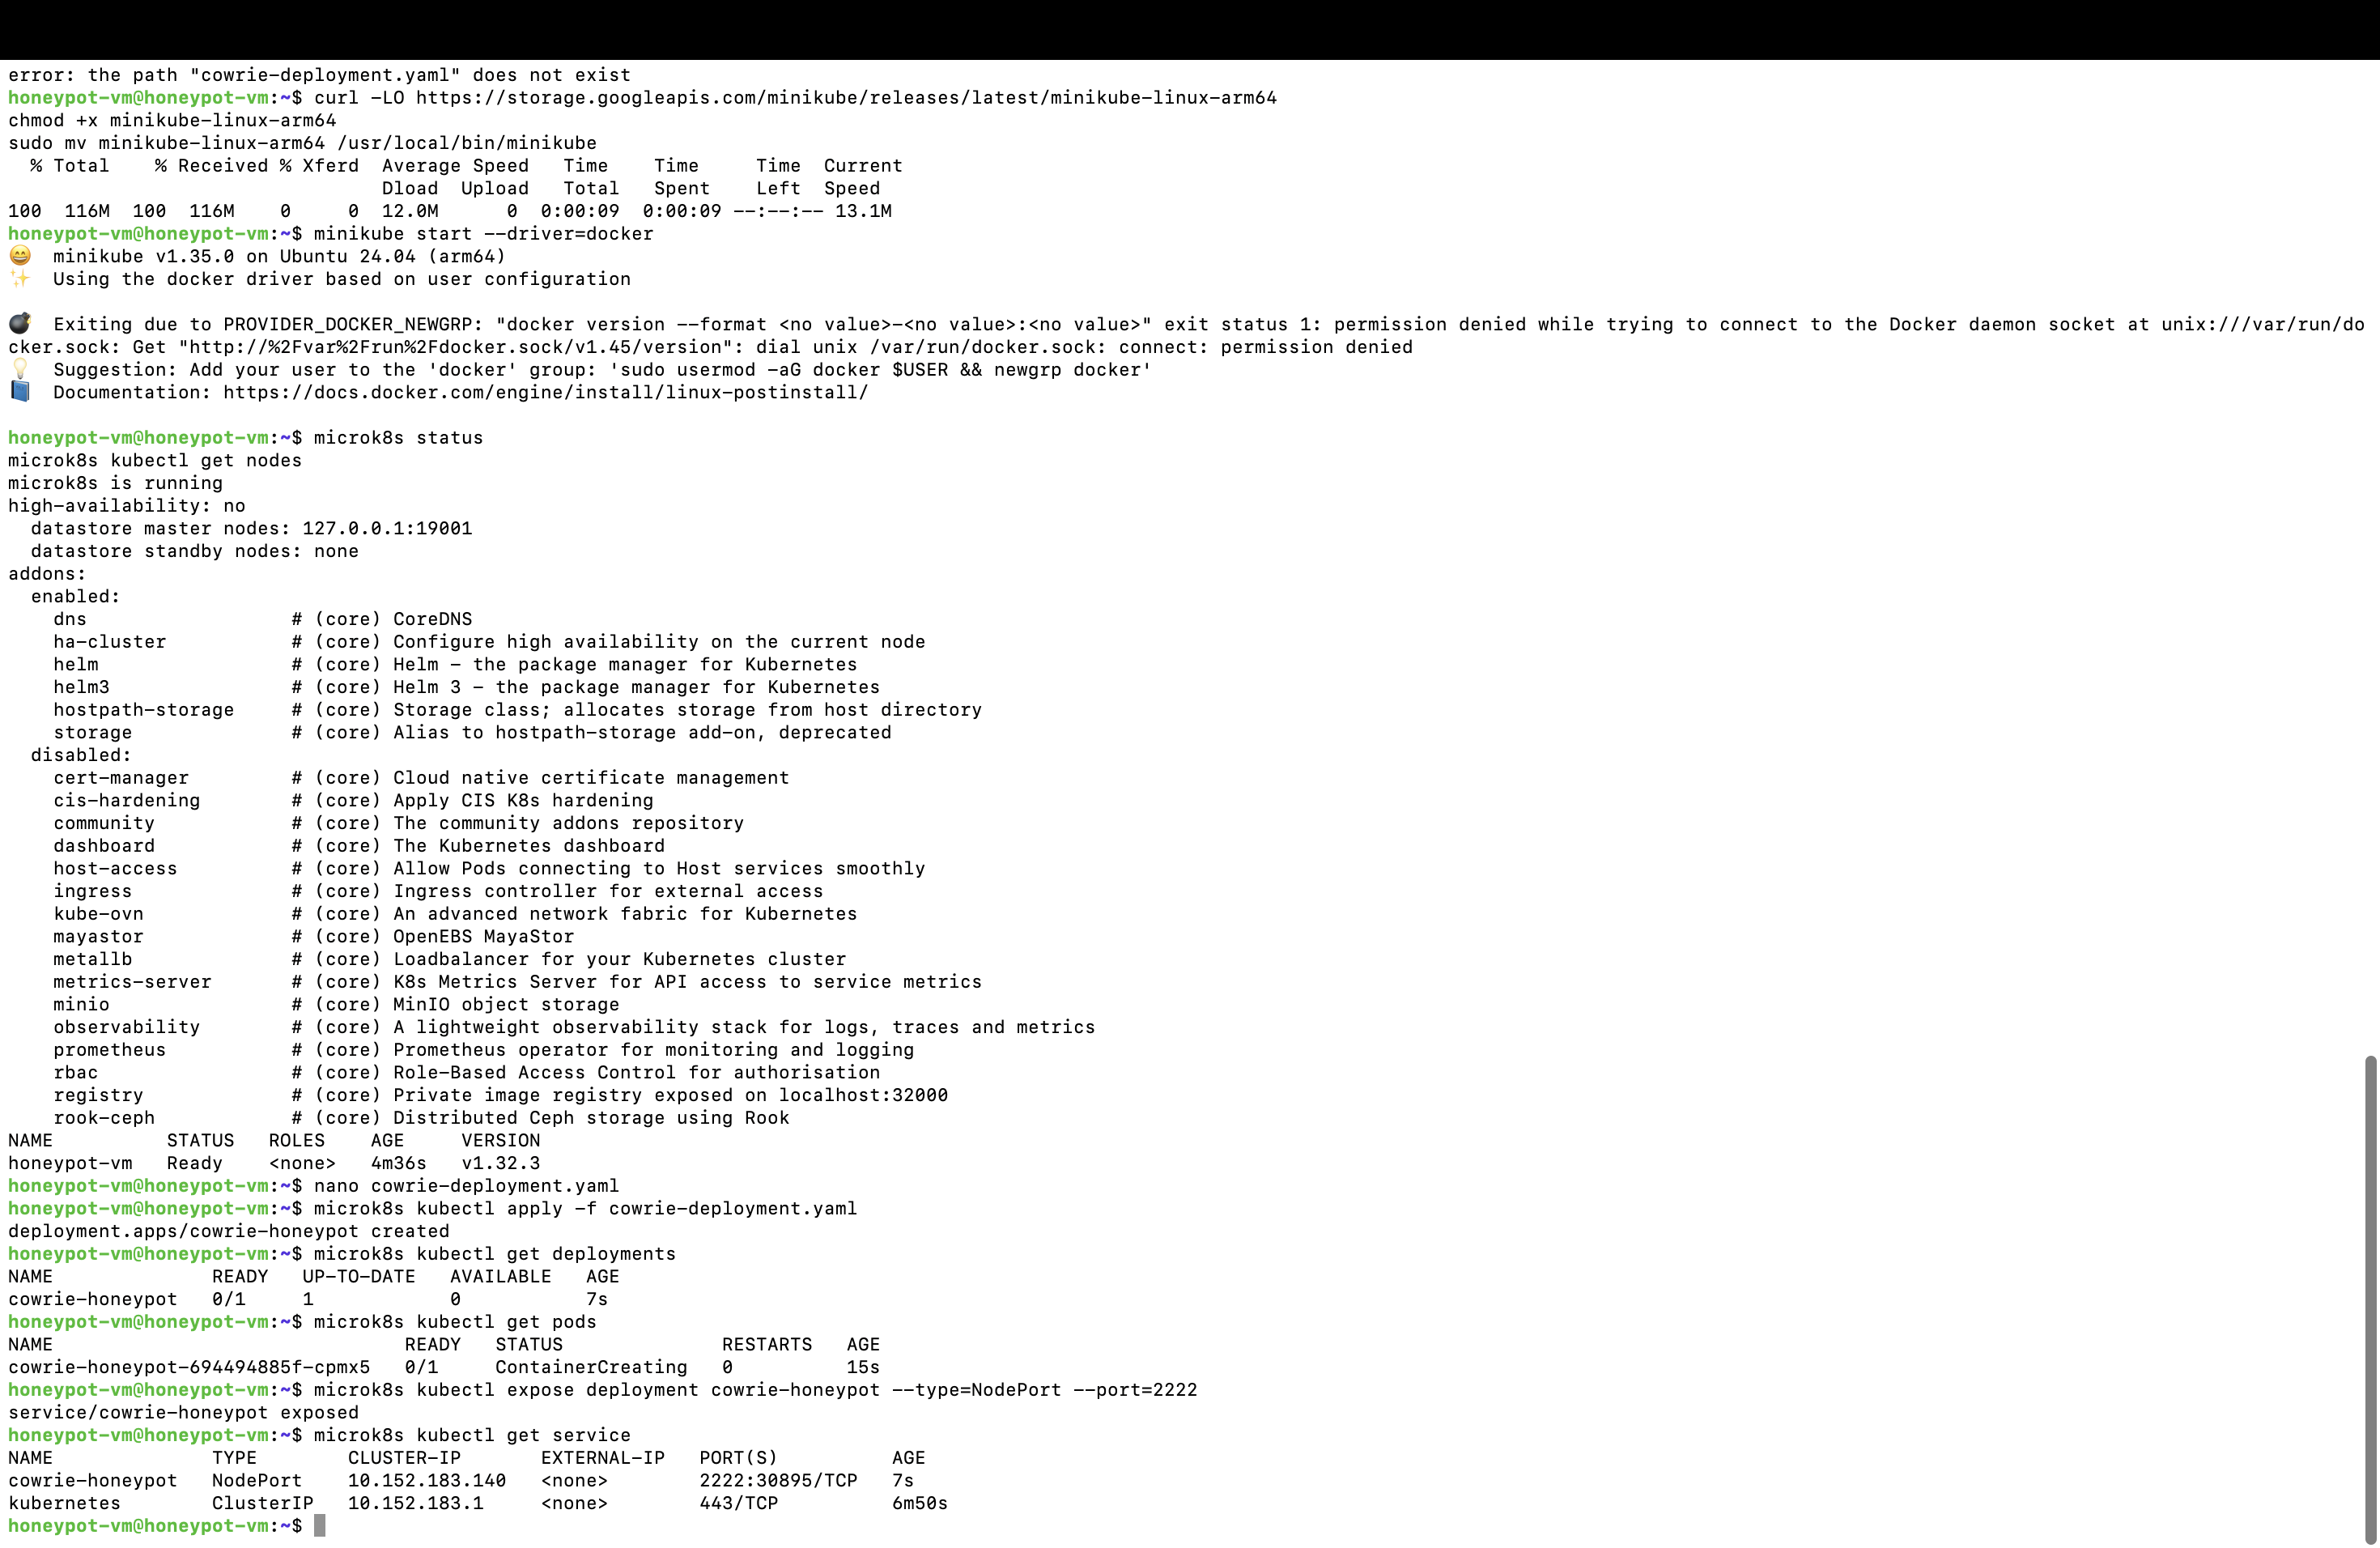 error: the path "cowrie-deployment.yaml" does not exist
honeypot-vm@honeypot-vm:~$ curl -LO https://storage.googleapis.com/minikube/releases/latest/minikube-linux-arm64
chmod +x minikube-linux-arm64
sudo mv minikube-linux-arm64 /usr/local/bin/minikube
  % Total    % Received % Xferd  Average Speed   Time    Time     Time  Current
                                 Dload  Upload   Total   Spent    Left  Speed
100  116M  100  116M    0     0  12.0M      0  0:00:09  0:00:09 --:--:-- 13.1M
honeypot-vm@honeypot-vm:~$ minikube start --driver=docker
😄  minikube v1.35.0 on Ubuntu 24.04 (arm64)
✨  Using the docker driver based on user configuration

💣  Exiting due to PROVIDER_DOCKER_NEWGRP: "docker version --format <no value>-<no value>:<no value>" exit status 1: permission denied while trying to connect to the Docker daemon socket at unix:///var/run/do
cker.sock: Get "http://%2Fvar%2Frun%2Fdocker.sock/v1.45/version": dial unix /var/run/docker.sock: connect: permission denied
💡  Suggestion: Add your user to the 'docker' group: 'sudo usermod -aG docker $USER && newgrp docker'
📘  Documentation: https://docs.docker.com/engine/install/linux-postinstall/

honeypot-vm@honeypot-vm:~$ microk8s status
microk8s kubectl get nodes
microk8s is running
high-availability: no
  datastore master nodes: 127.0.0.1:19001
  datastore standby nodes: none
addons:
  enabled:
    dns                  # (core) CoreDNS
    ha-cluster           # (core) Configure high availability on the current node
    helm                 # (core) Helm - the package manager for Kubernetes
    helm3                # (core) Helm 3 - the package manager for Kubernetes
    hostpath-storage     # (core) Storage class; allocates storage from host directory
    storage              # (core) Alias to hostpath-storage add-on, deprecated
  disabled:
    cert-manager         # (core) Cloud native certificate management
    cis-hardening        # (core) Apply CIS K8s hardening
    community            # (core) The community addons repository
    dashboard            # (core) The Kubernetes dashboard
    host-access          # (core) Allow Pods connecting to Host services smoothly
    ingress              # (core) Ingress controller for external access
    kube-ovn             # (core) An advanced network fabric for Kubernetes
    mayastor             # (core) OpenEBS MayaStor
    metallb              # (core) Loadbalancer for your Kubernetes cluster
    metrics-server       # (core) K8s Metrics Server for API access to service metrics
    minio                # (core) MinIO object storage
    observability        # (core) A lightweight observability stack for logs, traces and metrics
    prometheus           # (core) Prometheus operator for monitoring and logging
    rbac                 # (core) Role-Based Access Control for authorisation
    registry             # (core) Private image registry exposed on localhost:32000
    rook-ceph            # (core) Distributed Ceph storage using Rook
NAME          STATUS   ROLES    AGE     VERSION
honeypot-vm   Ready    <none>   4m36s   v1.32.3
honeypot-vm@honeypot-vm:~$ nano cowrie-deployment.yaml
honeypot-vm@honeypot-vm:~$ microk8s kubectl apply -f cowrie-deployment.yaml
deployment.apps/cowrie-honeypot created
honeypot-vm@honeypot-vm:~$ microk8s kubectl get deployments
NAME              READY   UP-TO-DATE   AVAILABLE   AGE
cowrie-honeypot   0/1     1            0           7s
honeypot-vm@honeypot-vm:~$ microk8s kubectl get pods
NAME                               READY   STATUS              RESTARTS   AGE
cowrie-honeypot-694494885f-cpmx5   0/1     ContainerCreating   0          15s
honeypot-vm@honeypot-vm:~$ microk8s kubectl expose deployment cowrie-honeypot --type=NodePort --port=2222
service/cowrie-honeypot exposed
honeypot-vm@honeypot-vm:~$ microk8s kubectl get service
NAME              TYPE        CLUSTER-IP       EXTERNAL-IP   PORT(S)          AGE
cowrie-honeypot   NodePort    10.152.183.140   <none>        2222:30895/TCP   7s
kubernetes        ClusterIP   10.152.183.1     <none>        443/TCP          6m50s
honeypot-vm@honeypot-vm:~$